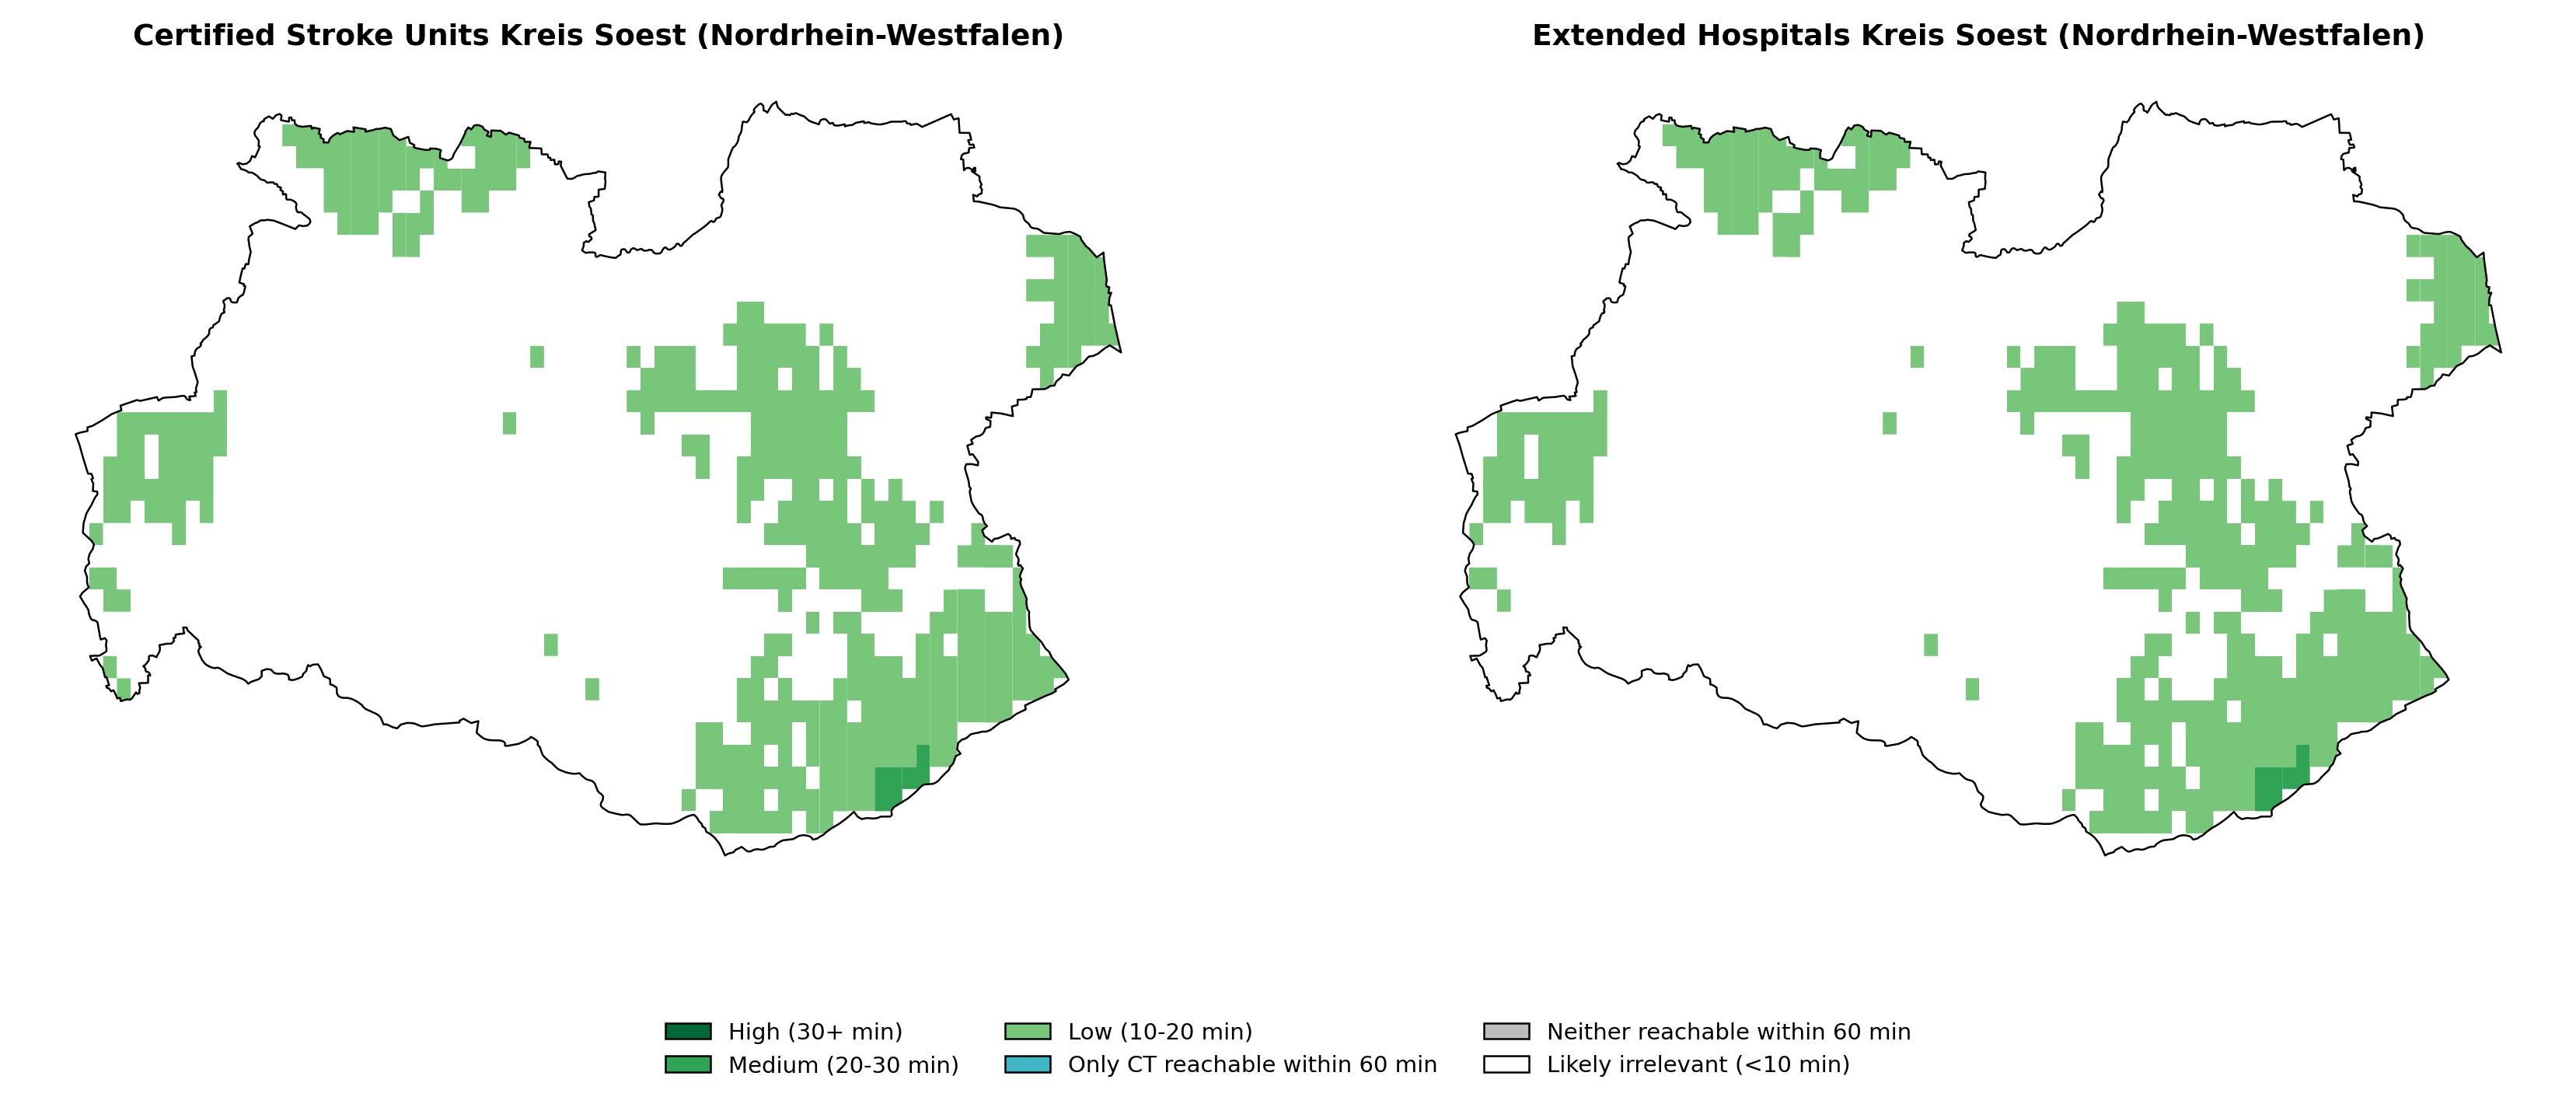 Certified Stroke Units Kreis Soest (Nordrhein-Westfalen)
Extended Hospitals Kreis Soest (Nordrhein-Westfalen)
High (30+ min)
Medium (20-30 min)
Low (10-20 min)
Only CT reachable within 60 min
Neither reachable within 60 min
Likely irrelevant (<10 min)